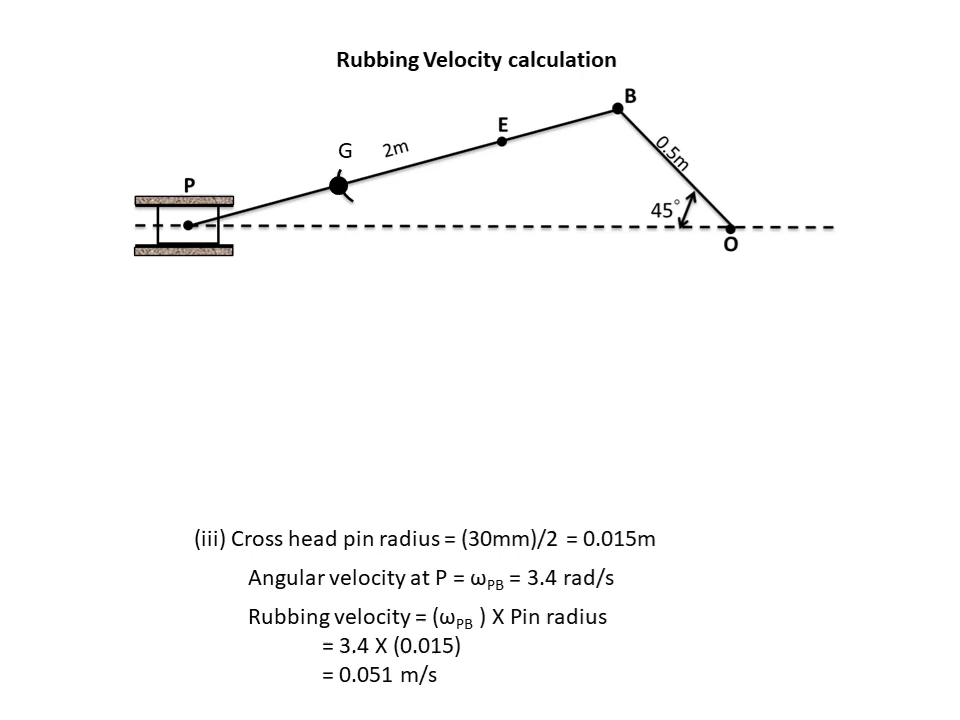 Rubbing Velocity calculation
B
E
0.5m
G
2m
P
45°
O
(iii) Cross head pin radius = (30mm)/2 = 0.015m
Angular velocity at P = ωPB = 3.4 rad/s
Rubbing velocity = (ωPB ) X Pin radius
= 3.4 X (0.015)
= 0.051 m/s